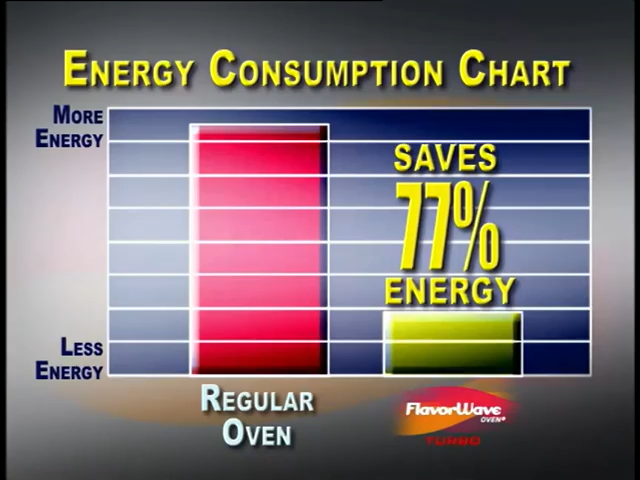 ENERGY CONSUMPTION CHART
MORE
ENERGY
SAVES
77%
ENERGY
LESS
ENERGY
REGULAR
OVEN
FlavorWave
OVEN®
TURBO